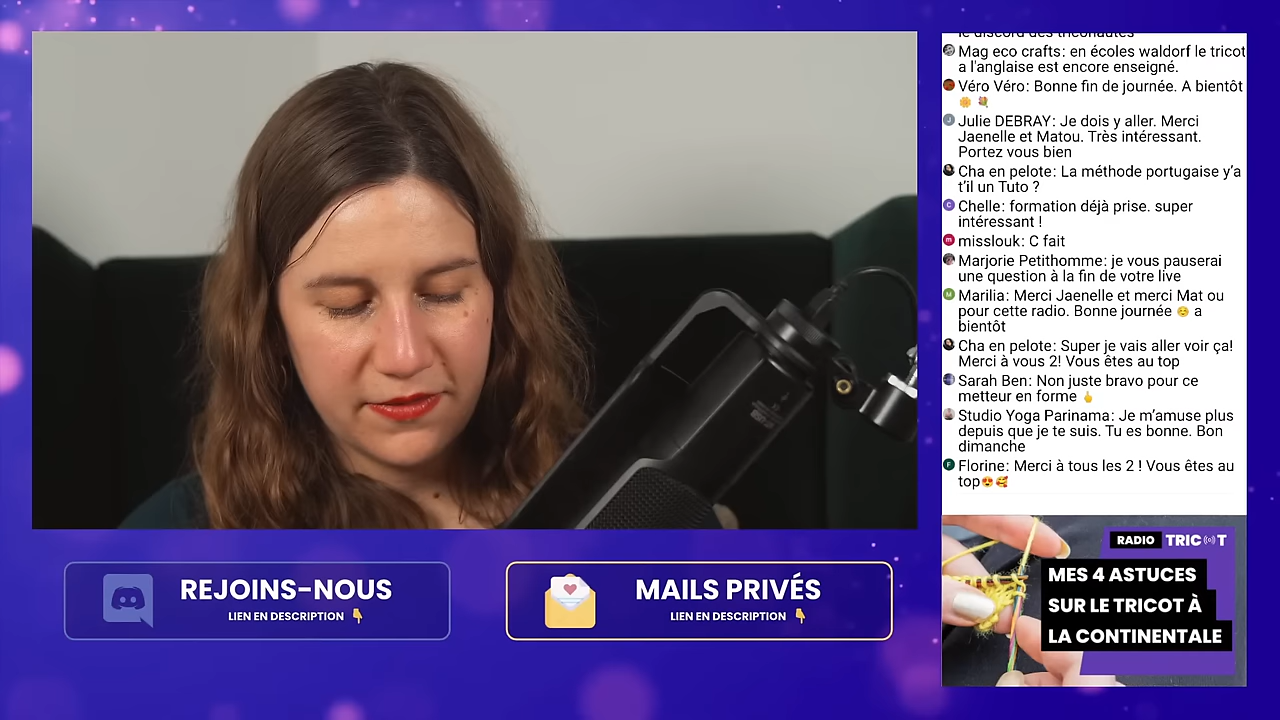 le discord des triconautes
Mag eco crafts: en écoles waldorf le tricot
a l'anglaise est encore enseigné.
Véro Véro: Bonne fin de journée. A bientôt
🌼 💐
Julie DEBRAY: Je dois y aller. Merci
Jaenelle et Matou. Très intéressant.
Portez vous bien
Cha en pelote: La méthode portugaise y’a
t’il un Tuto ?
Chelle: formation déjà prise. super
intéressant !
misslouk: C fait
Marjorie Petithomme: je vous pauserai
une question à la fin de votre live
Marilia: Merci Jaenelle et merci Mat ou
pour cette radio. Bonne journée ☺️ a
bientôt
Cha en pelote: Super je vais aller voir ça!
Merci à vous 2! Vous êtes au top
Sarah Ben: Non juste bravo pour ce
metteur en forme 👆
Studio Yoga Parinama: Je m’amuse plus
depuis que je te suis. Tu es bonne. Bon
dimanche
Florine: Merci à tous les 2 ! Vous êtes au
top😍🥰
REJOINS-NOUS
LIEN EN DESCRIPTION 👇
MAILS PRIVÉS
LIEN EN DESCRIPTION 👇
RADIO TRICOT
MES 4 ASTUCES
SUR LE TRICOT À
LA CONTINENTALE